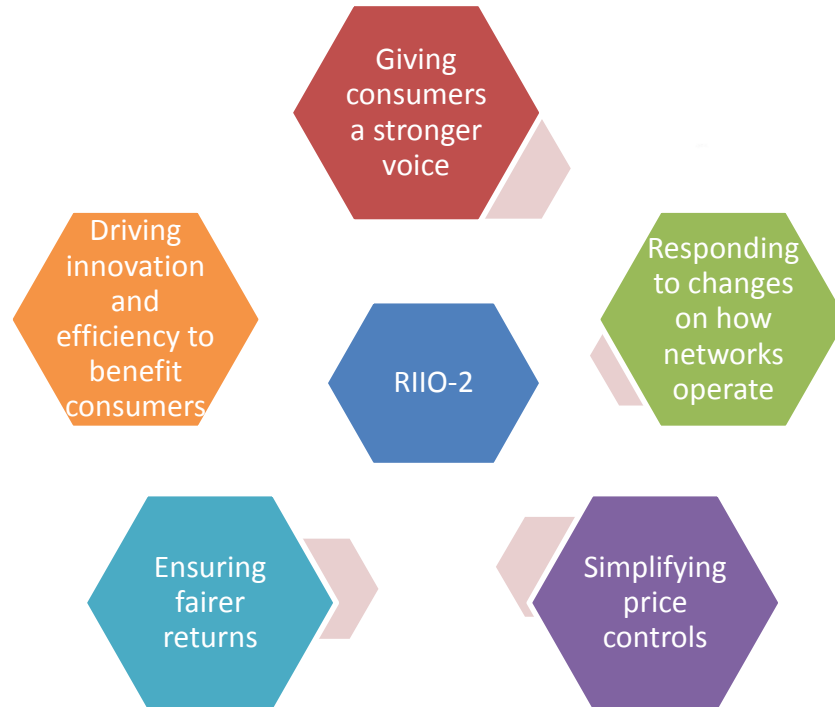 Giving
consumers
a stronger
voice
Driving
innovation
and
efficiency to
benefit
consumers
Responding
to changes
on how
networks
operate
RIIO-2
Ensuring
fairer
returns
Simplifying
price
controls